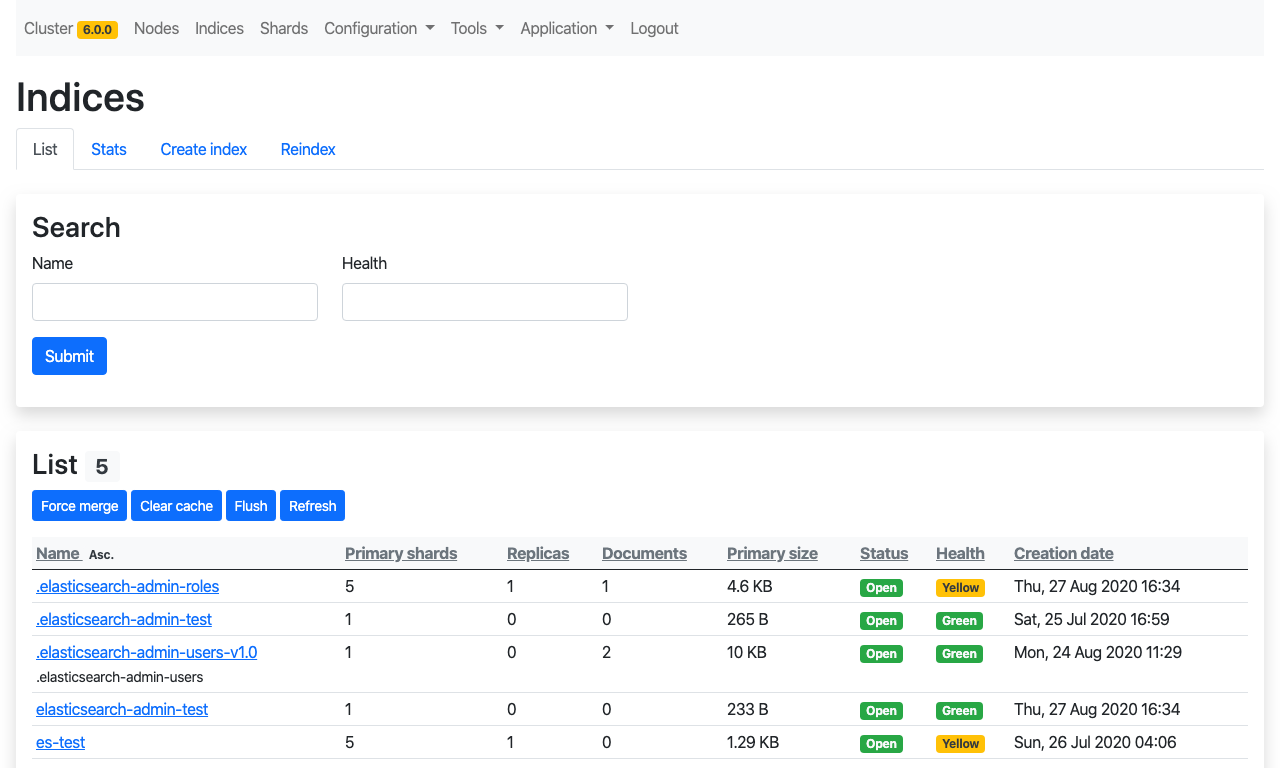 Cluster 6.0.0 Nodes Indices Shards Configuration Tools Application Logout
Indices
List Stats Create index Reindex
Search
Name Health
Submit
List 5
Force merge Clear cache Flush Refresh
Name Asc. Primary shards Replicas Documents Primary size Status Health Creation date
.elasticsearch-admin-roles 5 1 1 4.6 KB Open Yellow Thu, 27 Aug 2020 16:34
.elasticsearch-admin-test 1 0 0 265 B Open Green Sat, 25 Jul 2020 16:59
.elasticsearch-admin-users-v1.0 1 0 2 10 KB Open Green Mon, 24 Aug 2020 11:29
.elasticsearch-admin-users
elasticsearch-admin-test 1 0 0 233 B Open Green Thu, 27 Aug 2020 16:34
es-test 5 1 0 1.29 KB Open Yellow Sun, 26 Jul 2020 04:06